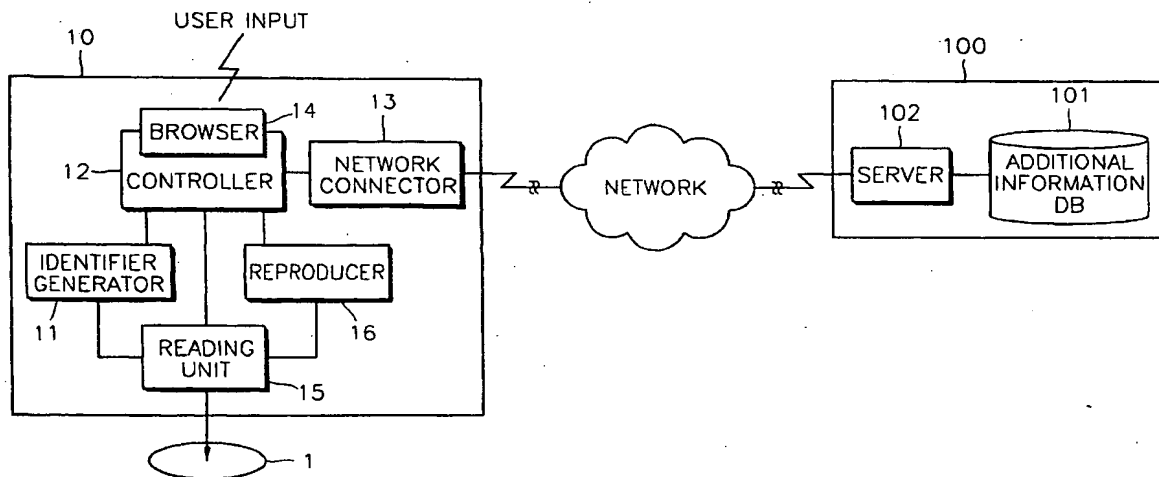 USER INPUT
10
BROWSER
14
12
CONTROLLER
13
NETWORK
CONNECTOR
IDENTIFIER
GENERATOR
11
REPRODUCER
16
READING
UNIT
15
1
NETWORK
100
102
SERVER
101
ADDITIONAL
INFORMATION
DB